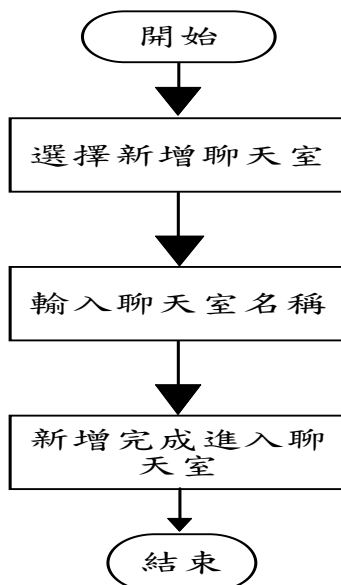 開始
選擇新增聊天室
輸入聊天室名稱
新增完成進入聊
天室
結束